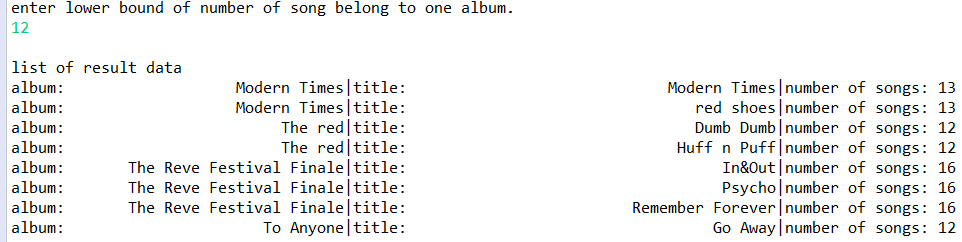 enter lower bound of number of song belong to one album.
12
list of result data
album: Modern Times|title: Modern Times|number of songs: 13
album: Modern Times|title: red shoes|number of songs: 13
album: The red|title: Dumb Dumb|number of songs: 12
album: The red|title: Huff n Puff|number of songs: 12
album: The Reve Festival Finale|title: In&Out|number of songs: 16
album: The Reve Festival Finale|title: Psycho|number of songs: 16
album: The Reve Festival Finale|title: Remember Forever|number of songs: 16
album: To Anyone|title: Go Away|number of songs: 12